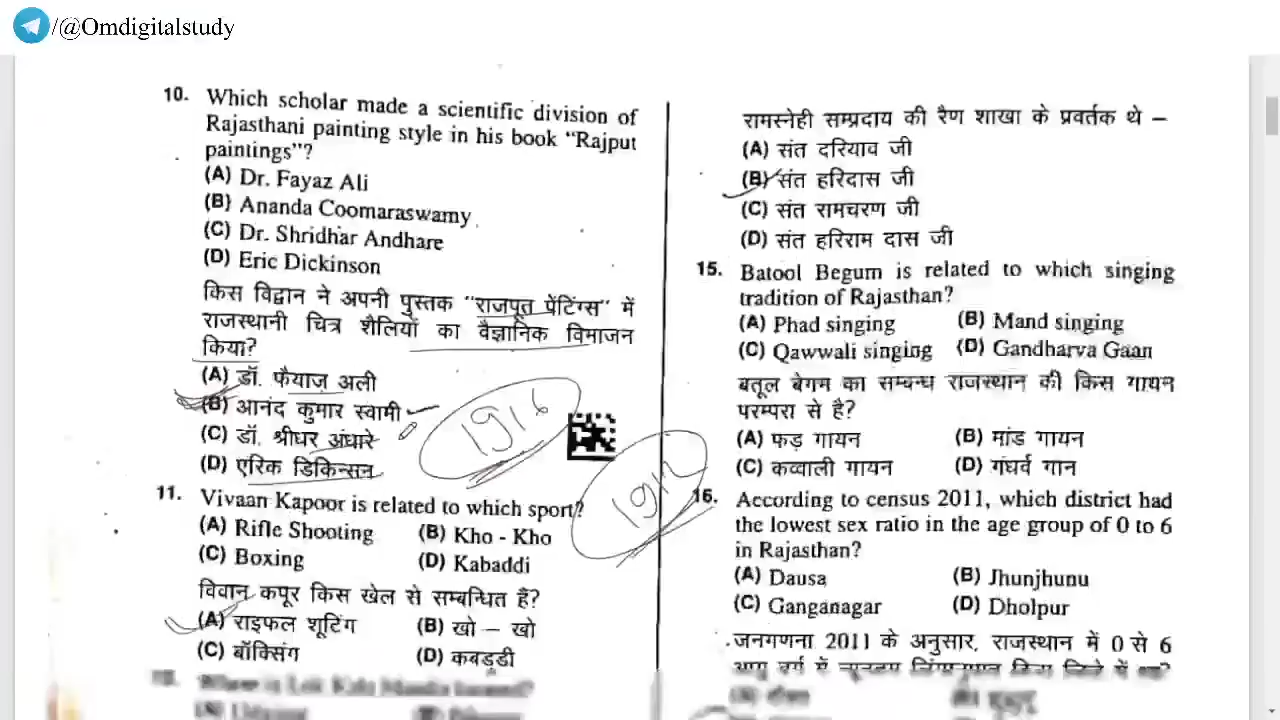 /@Omdigitalstudy
10. Which scholar made a scientific division of
Rajasthani painting style in his book “Rajput
paintings”?
(A) Dr. Fayaz Ali
(B) Ananda Coomaraswamy
(C) Dr. Shridhar Andhare
(D) Eric Dickinson
किस विद्वान ने अपनी पुस्तक “राजपूत पेंटिंग्स” में
राजस्थानी चित्र शैलियों का वैज्ञानिक विभाजन
किया?
(A) डॉ. फैयाज़ अली
(B) आनंद कुमार स्वामी
(C) डॉ. श्रीधर अंधारे
(D) एरिक डिकिन्सन
1916
11. Vivaan Kapoor is related to which sport?
(A) Rifle Shooting (B) Kho - Kho
(C) Boxing (D) Kabaddi
विवान कपूर किस खेल से सम्बन्धित हैं?
(A) राइफल शूटिंग (B) खो – खो
(C) बॉक्सिंग (D) कबड्डी
रामस्नेही सम्प्रदाय की रैण शाखा के प्रवर्तक थे –
(A) संत दरियाव जी
(B) संत हरिदास जी
(C) संत रामचरण जी
(D) संत हरिराम दास जी
15. Batool Begum is related to which singing
tradition of Rajasthan?
(A) Phad singing (B) Mand singing
(C) Qawwali singing (D) Gandharva Gaan
बतूल बेगम का सम्बन्ध राजस्थान की किस गायन
परम्परा से है?
(A) फड़ गायन (B) मांड गायन
(C) कव्वाली गायन (D) गंधर्व गान
16. According to census 2011, which district had
the lowest sex ratio in the age group of 0 to 6
in Rajasthan?
(A) Dausa (B) Jhunjhunu
(C) Ganganagar (D) Dholpur
जनगणना 2011 के अनुसार, राजस्थान में 0 से 6